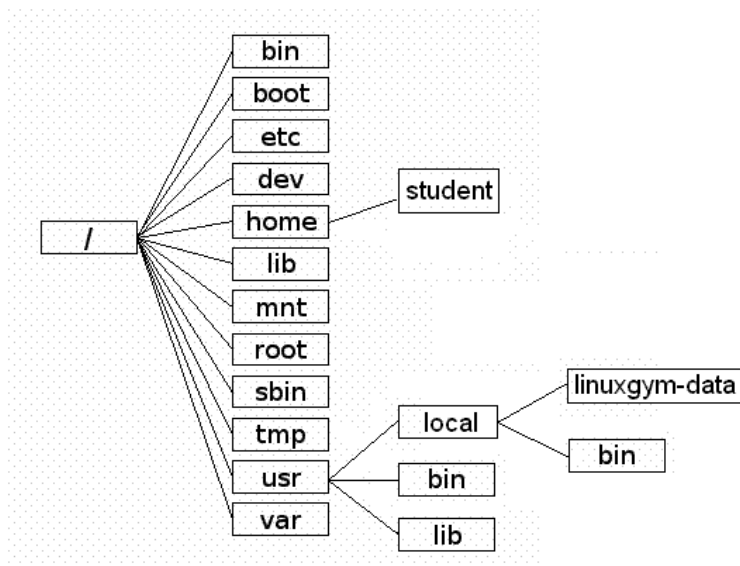 /
bin
boot
etc
dev
home
lib
mnt
root
sbin
tmp
usr
var
student
local
bin
lib
linuxgym-data
bin